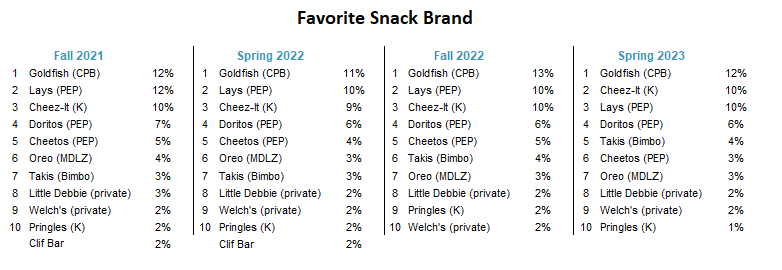 Favorite Snack Brand
Fall 2021
1 Goldfish (CPB) 12%
2 Lays (PEP) 12%
3 Cheez-It (K) 10%
4 Doritos (PEP) 7%
5 Cheetos (PEP) 5%
6 Oreo (MDLZ) 4%
7 Takis (Bimbo) 3%
8 Little Debbie (private) 3%
9 Welch's (private) 2%
10 Pringles (K) 2%
Clif Bar 2%
Spring 2022
1 Goldfish (CPB) 11%
2 Lays (PEP) 10%
3 Cheez-It (K) 9%
4 Doritos (PEP) 6%
5 Cheetos (PEP) 4%
6 Oreo (MDLZ) 3%
7 Takis (Bimbo) 3%
8 Little Debbie (private) 2%
9 Welch's (private) 2%
10 Pringles (K) 2%
Clif Bar 2%
Fall 2022
1 Goldfish (CPB) 13%
2 Lays (PEP) 10%
3 Cheez-It (K) 10%
4 Doritos (PEP) 6%
5 Cheetos (PEP) 5%
6 Takis (Bimbo) 4%
7 Oreo (MDLZ) 3%
8 Little Debbie (private) 2%
9 Pringles (K) 2%
10 Welch's (private) 2%
Spring 2023
1 Goldfish (CPB) 12%
2 Cheez-It (K) 10%
3 Lays (PEP) 10%
4 Doritos (PEP) 6%
5 Takis (Bimbo) 4%
6 Cheetos (PEP) 3%
7 Oreo (MDLZ) 3%
8 Little Debbie (private) 2%
9 Welch's (private) 2%
10 Pringles (K) 1%